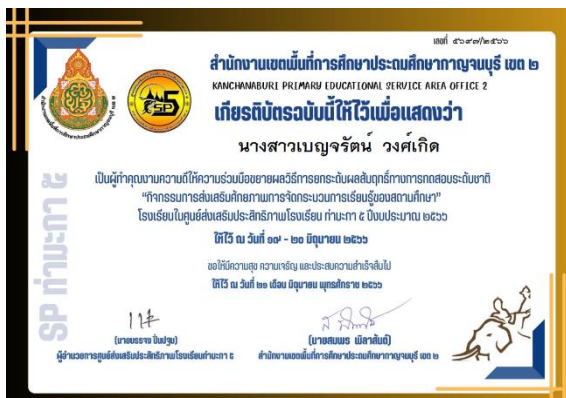 เลขที่ ๕๖๙๗/๒๕๖๖
สำนักงานเขตพื้นที่การศึกษาประถมศึกษากาญจนบุรี เขต ๒
KANCHANABURI PRIMARY EDUCATIONAL SERVICE AREA OFFICE 2
เกียรติบัตรฉบับนี้ให้ไว้เพื่อแสดงว่า
นางสาวเบญจรัตน์ วงศ์เกิด
เป็นผู้ทำคุณงามความดีให้ความร่วมมือขยายผลวิธีการยกระดับผลสัมฤทธิ์ทางการทดสอบระดับชาติ
“กิจกรรมการส่งเสริมศักยภาพการจัดกระบวนการเรียนรู้ของสถานศึกษา”
โรงเรียนในศูนย์ส่งเสริมประสิทธิภาพโรงเรียน ท่ามะกา ๕ ปีงบประมาณ ๒๕๖๖
ให้ไว้ ณ วันที่ ๑๙ - ๒๐ มิถุนายน ๒๕๖๖
ขอให้มีความสุข ความเจริญ และประสบความสำเร็จสืบไป
ให้ไว้ ณ วันที่ ๒๑ เดือน มิถุนายน พุทธศักราช ๒๕๖๖
SP ท่ามะกา ๕
SP5
(นายบรรจง ปิ่นปฐม)
ผู้อำนวยการศูนย์ส่งเสริมประสิทธิภาพโรงเรียนท่ามะกา ๕
(นายสมพร เพิลาสันต์)
สำนักงานเขตพื้นที่การศึกษาประถมศึกษากาญจนบุรี เขต ๒